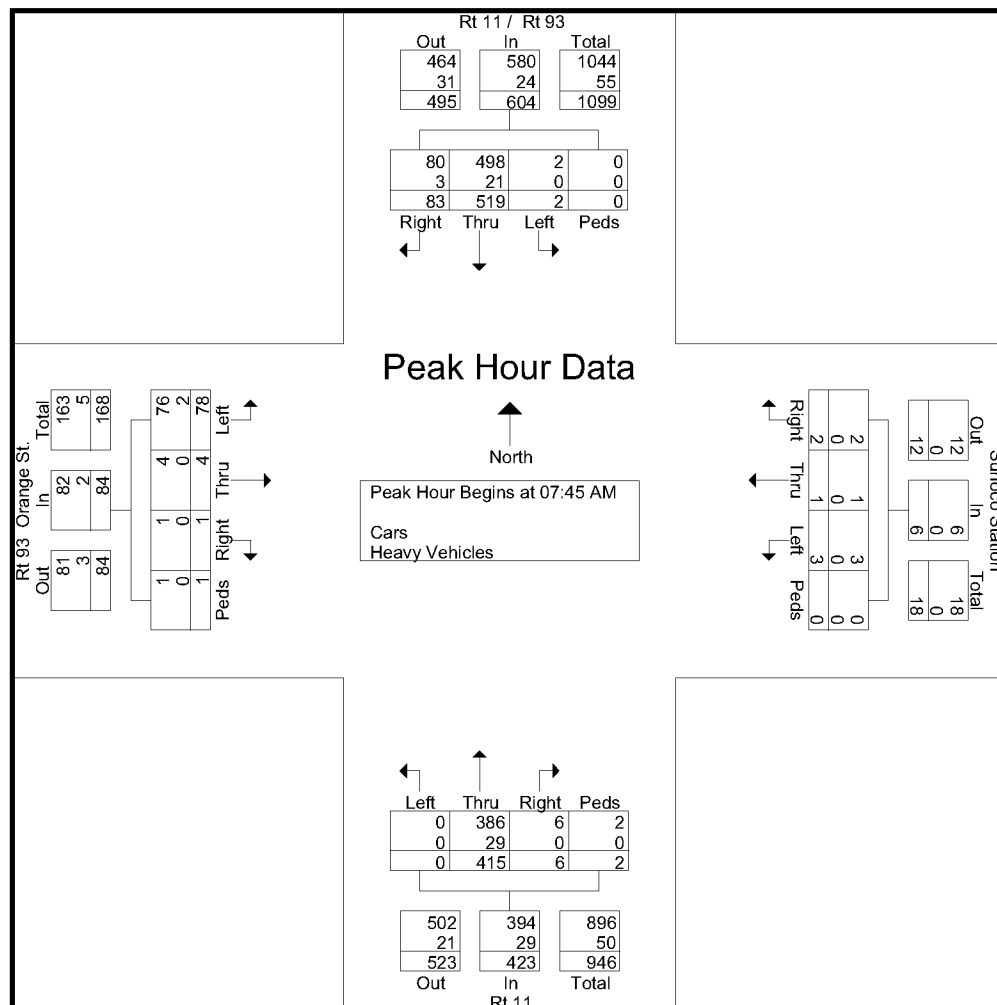 Rt 11 / Rt 93
Out In Total
464 580 1044
31 24 55
495 604 1099
80 498 2 0
3 21 0 0
83 519 2 0
Right Thru Left Peds
Peak Hour Data
North
Peak Hour Begins at 07:45 AM
Cars
Heavy Vehicles
Rt 93 Orange St.
Out In Total
81 82 163
3 2 5
84 84 168
1 1 4 76
0 0 0 2
1 1 4 78
Peds Right Thru Left
Sunoco Station
Out In Total
12 6 18
0 0 0
12 6 18
2 1 3 0
0 0 0 0
2 1 3 0
Right Thru Left Peds
Left Thru Right Peds
0 386 6 2
0 29 0 0
0 415 6 2
502 394 896
21 29 50
523 423 946
Out In Total
Rt 11